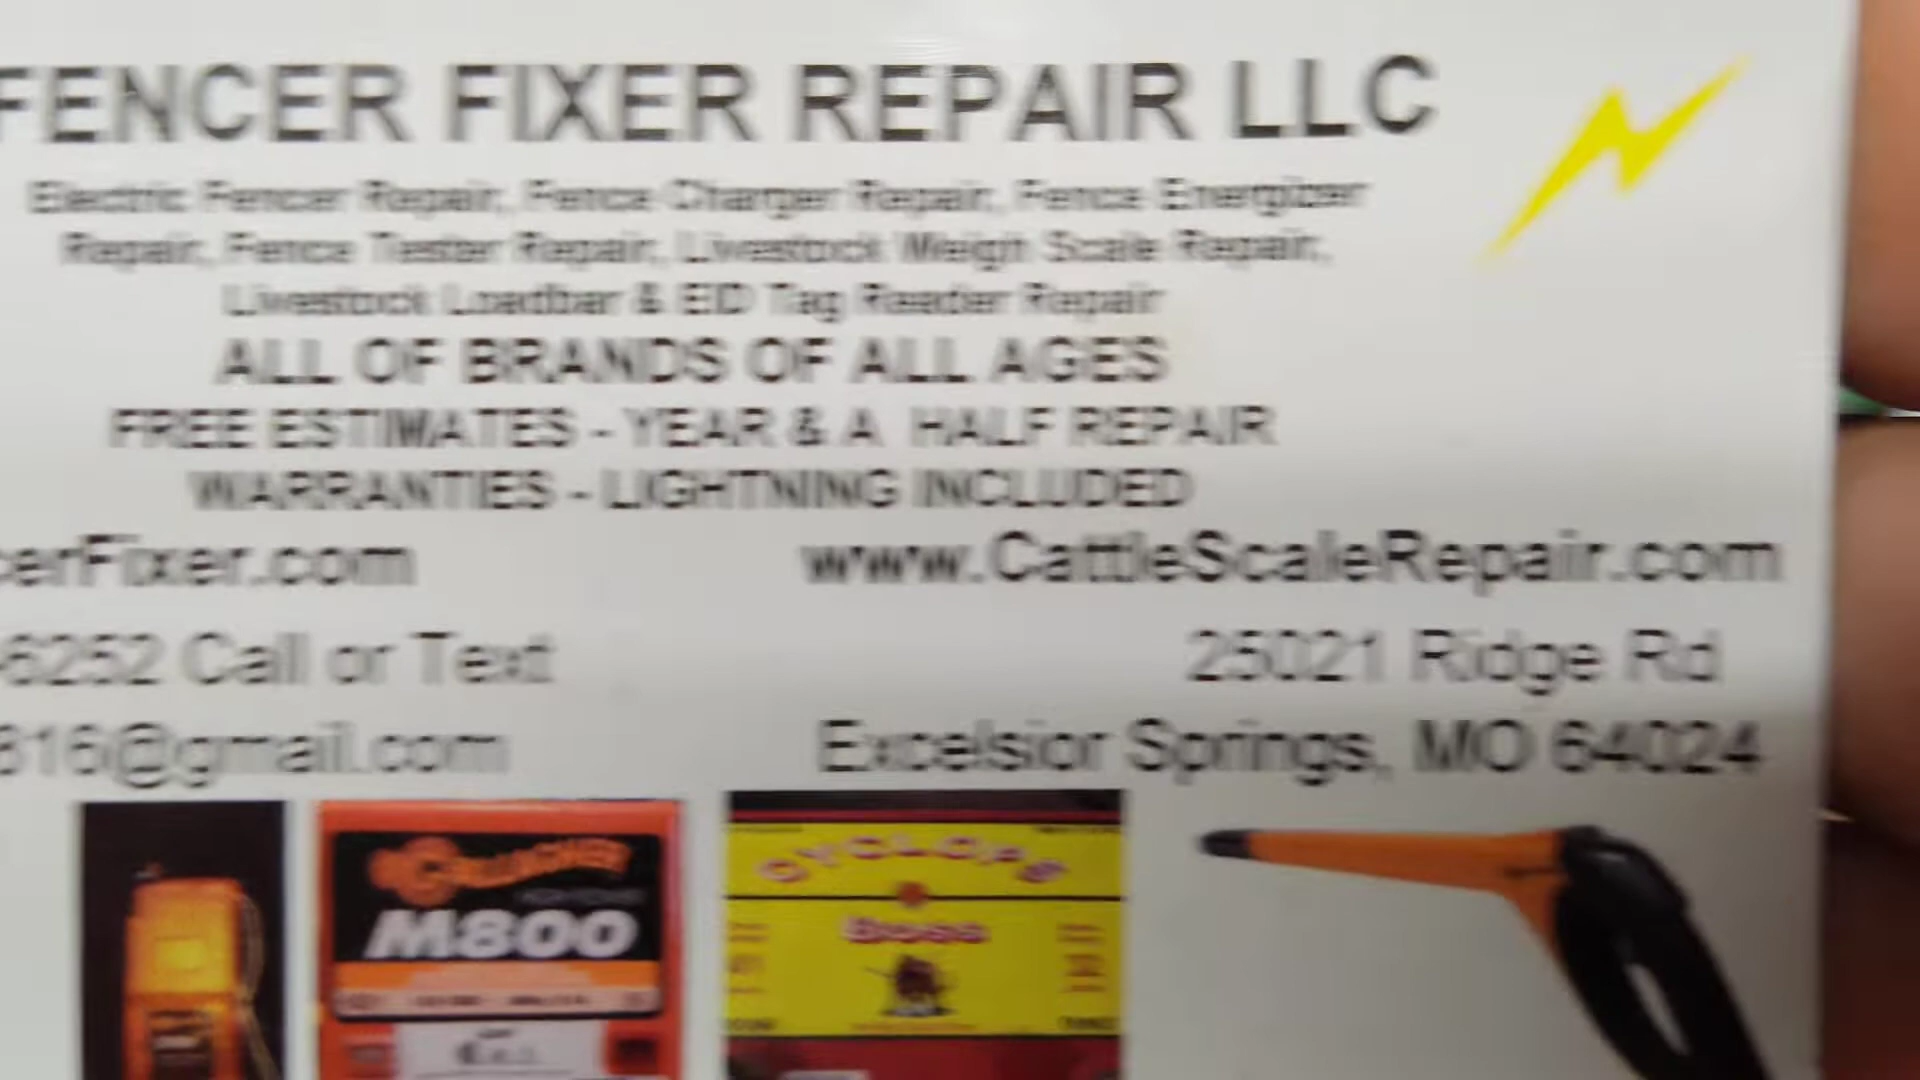 FENCER FIXER REPAIR LLC
Electric Fencer Repair, Fence Charger Repair, Fence Energizer
Repair, Fence Tester Repair, Livestock Weigh Scale Repair,
Livestock Loadbar & EID Tag Reader Repair
ALL OF BRANDS OF ALL AGES
FREE ESTIMATES - YEAR & A HALF REPAIR
WARRANTIES - LIGHTNING INCLUDED
cerFixer.com www.CattleScaleRepair.com
-6252 Call or Text 25021 Ridge Rd
816@gmail.com Excelsior Springs, MO 64024
GALLAGHER
M800
CYCLOPS
Boss